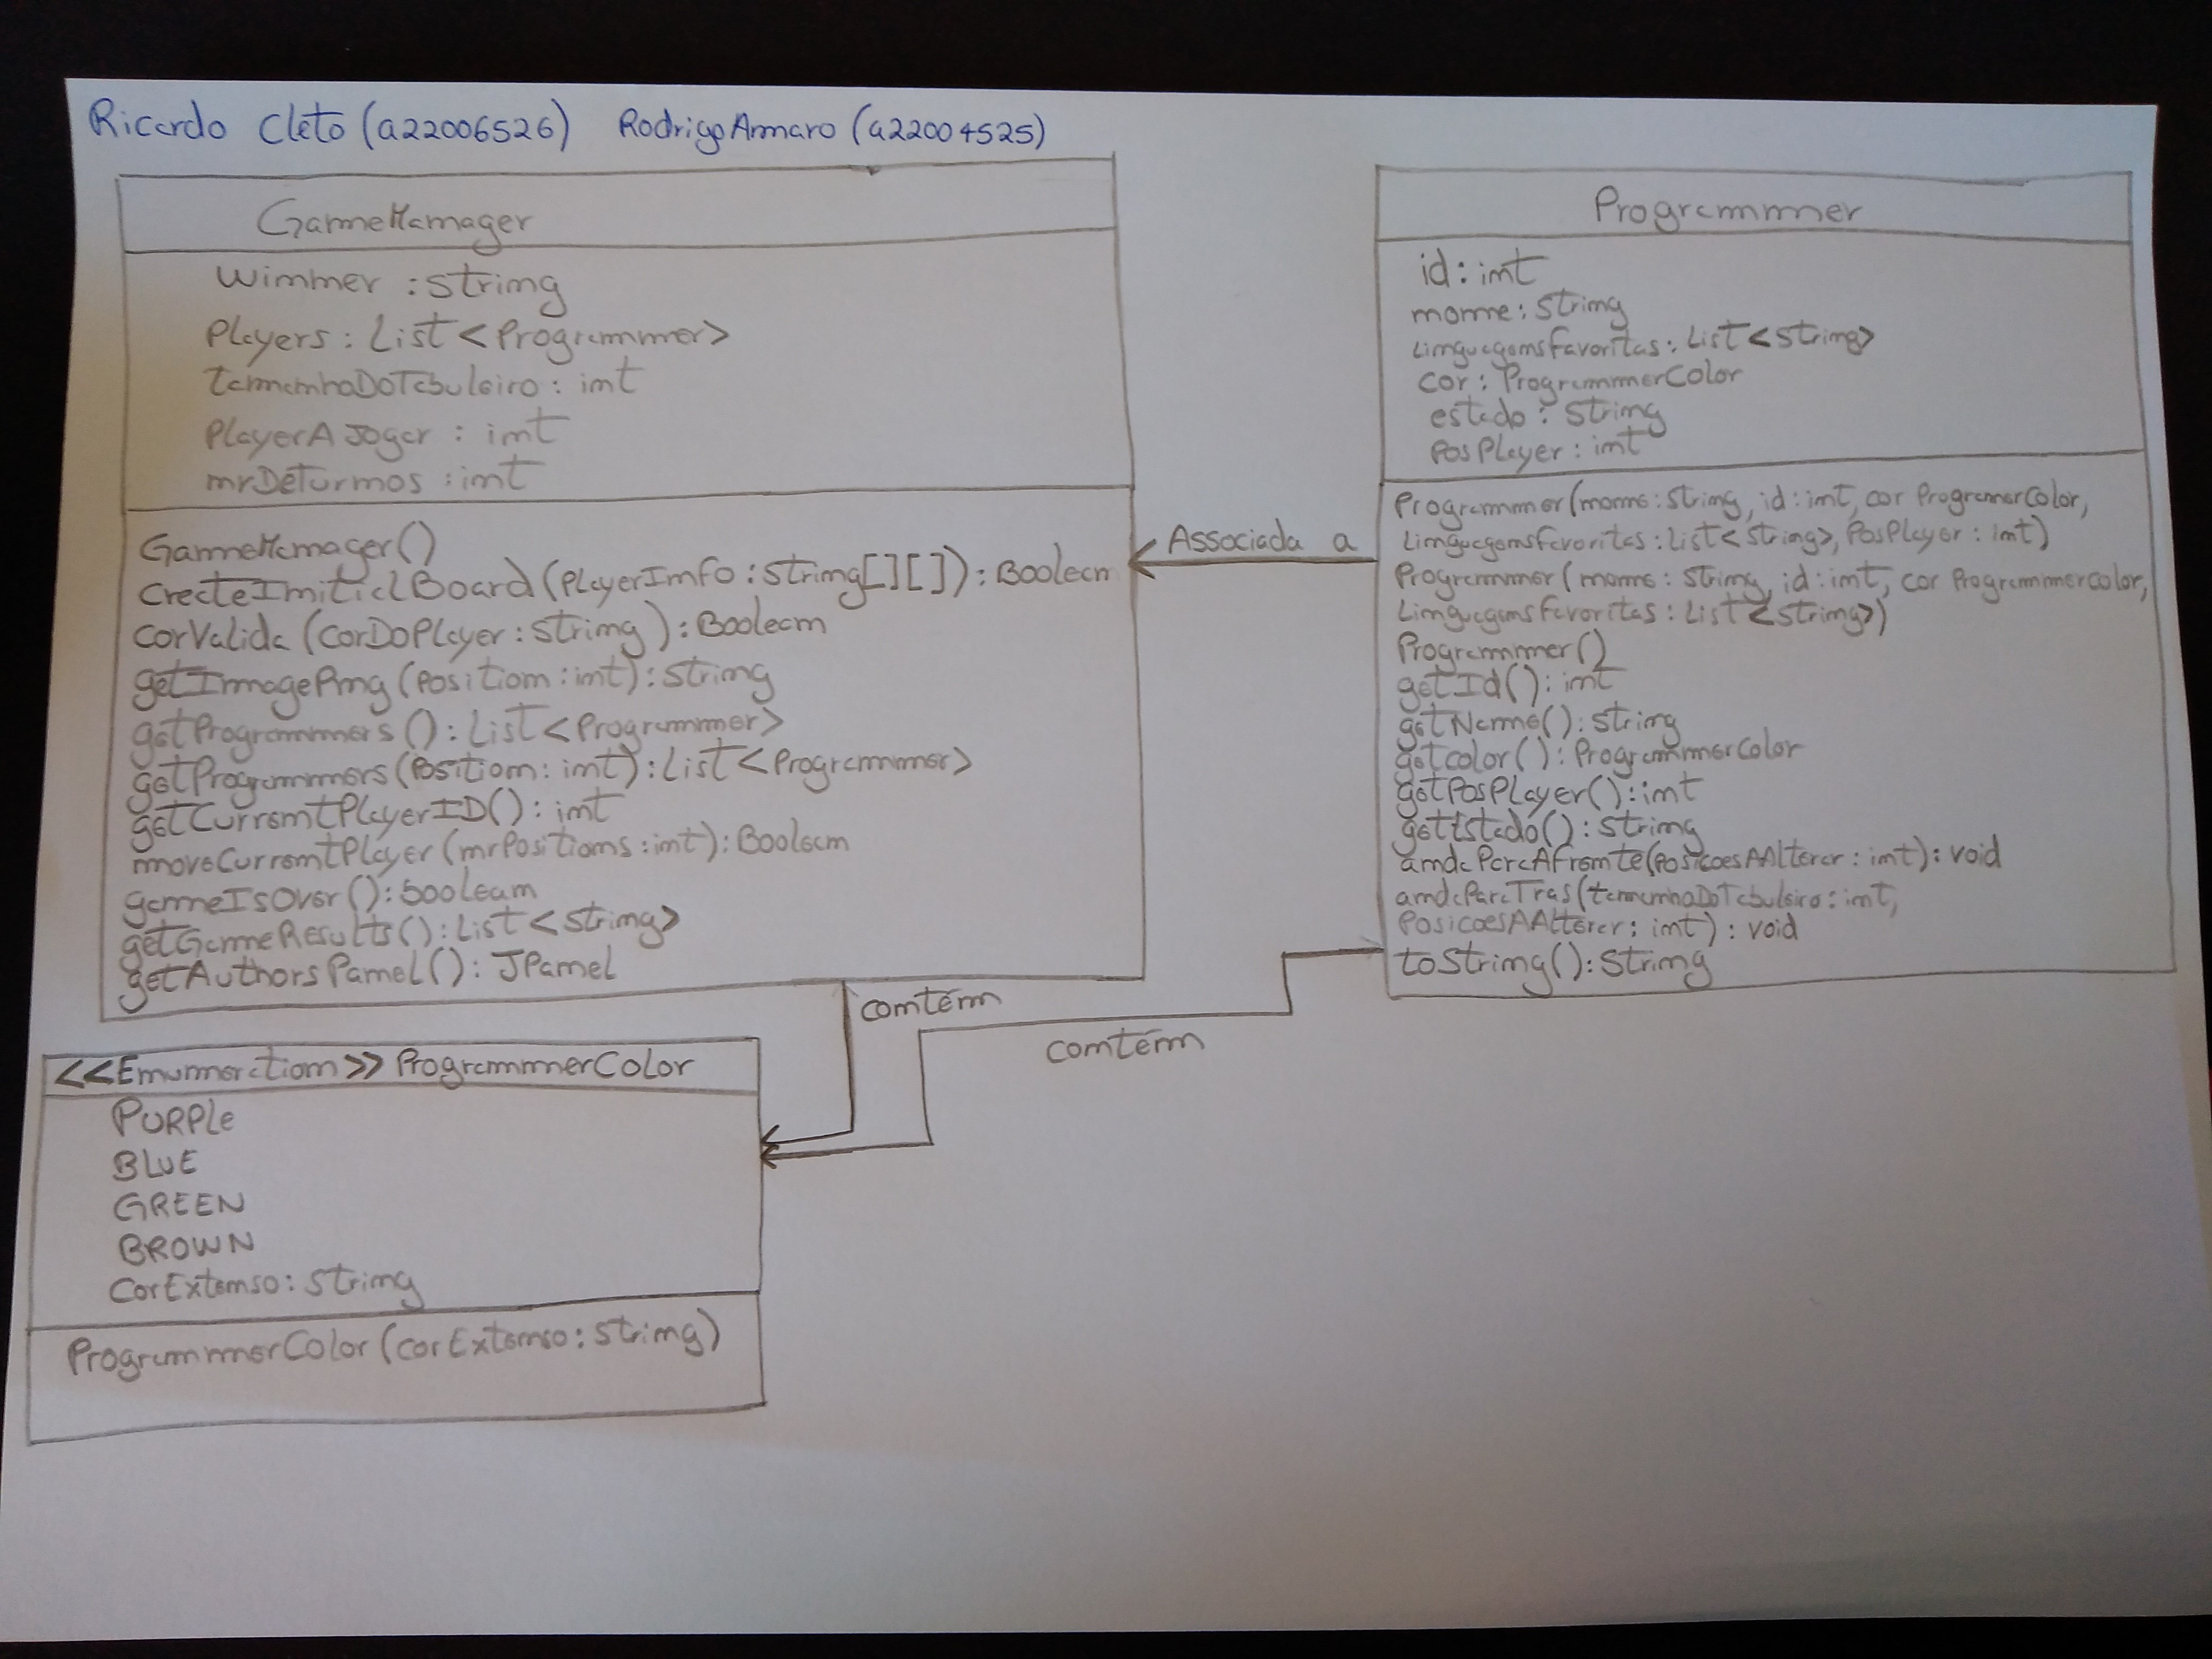 Ricardo Cleto (a22006526) Rodrigo Amaro (a22004525)
GameManager
Winner : String
Players : List <Programmer>
tamanhoDoTabuleiro : int
PlayerAJogar : int
nrDeTurnos : int
GameManager()
createInitialBoard (PlayerInfo : String[][]) : Boolean
corValida (corDoPlayer : String ) : Boolean
getImagePng (Position : int) : String
getProgrammers () : List <Programmer>
getProgrammers (Position : int) : List <Programmer>
getCurrentPlayerID() : int
moveCurrentPlayer (nrPositions : int) : Boolean
gameIsOver() : boolean
getGameResults() : List <String>
getAuthorsPanel() : JPanel
Programmer
id : int
nome : String
LinguagemsFavoritas : List <String>
cor : ProgrammerColor
estado : String
PosPlayer : int
Programmer (nome : String, id : int, cor ProgramerColor,
LinguagemsFavoritas : List <String>, PosPlayer : int)
Programmer ( nome : String, id : int, cor Programmercolor,
LinguagemsFavoritas : List <String>)
Programmer ()
getId() : int
getName() : String
getcolor() : ProgrammerColor
getPosPlayer() : int
getEstado() : String
andaParaAFrente(PosicoesAAlterar : int) : void
andaParaTras (tamanhoDoTabuleiro : int,
PosicoesAAlterar : int) : void
toString() : String
Associada a
contém
contém
<<Enumeration>> ProgrammerColor
PURPLE
BLUE
GREEN
BROWN
CorExtenso : String
ProgrammerColor (corExtenso : String)